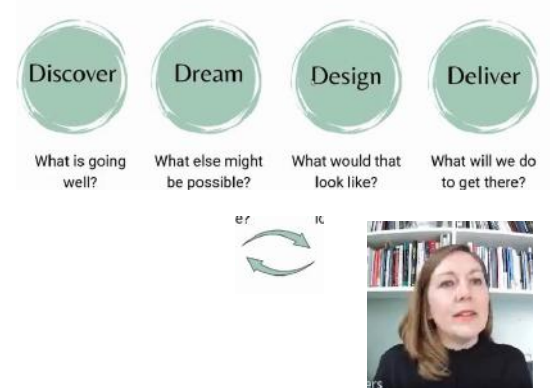 Discover Dream Design Deliver
What is going What else might What would that What will we do
well? be possible? look like? to get there?
e?
ers